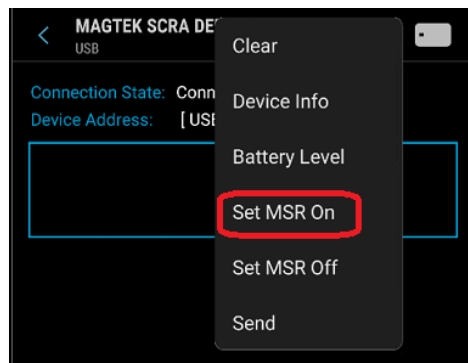 MAGTEK SCRA DE
USB
Connection State: Conn
Device Address: [ USB
Clear
Device Info
Battery Level
Set MSR On
Set MSR Off
Send